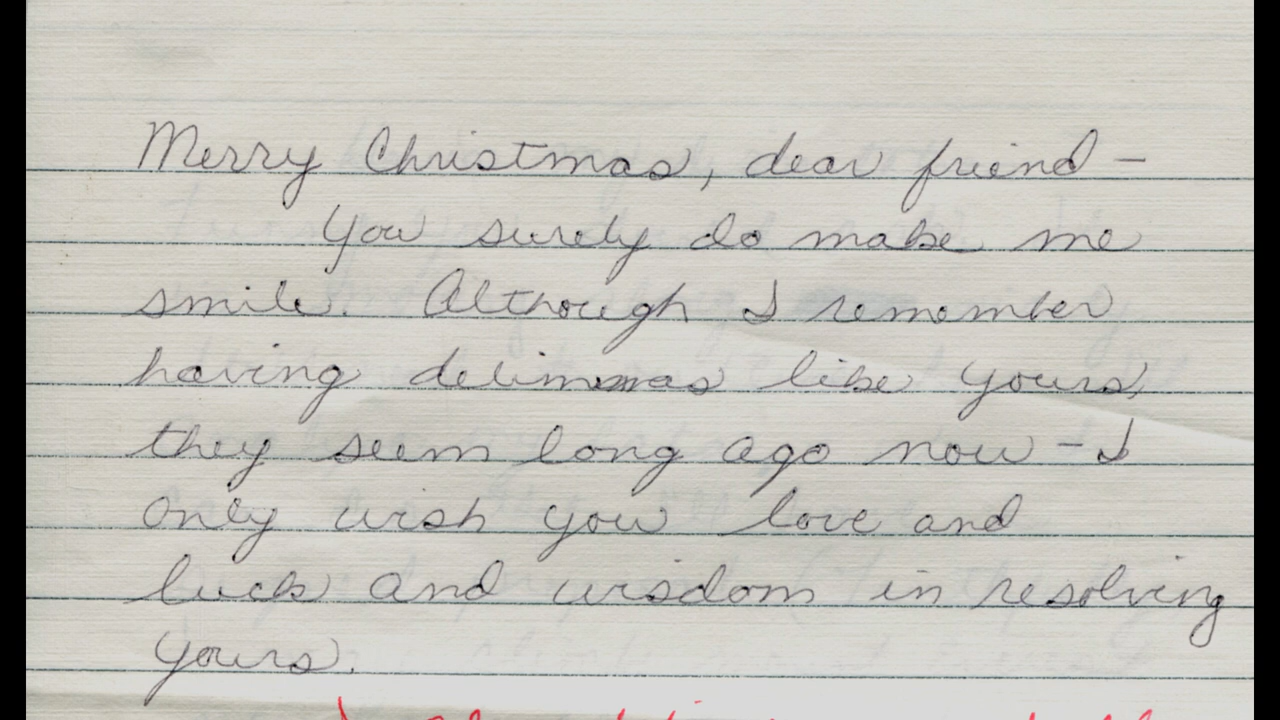 Merry Christmas, dear friend –
You surely do make me
smile. Although I remember
having delimmas like yours,
they seem long ago now – I
only wish you love and
luck and wisdom in resolving
yours.